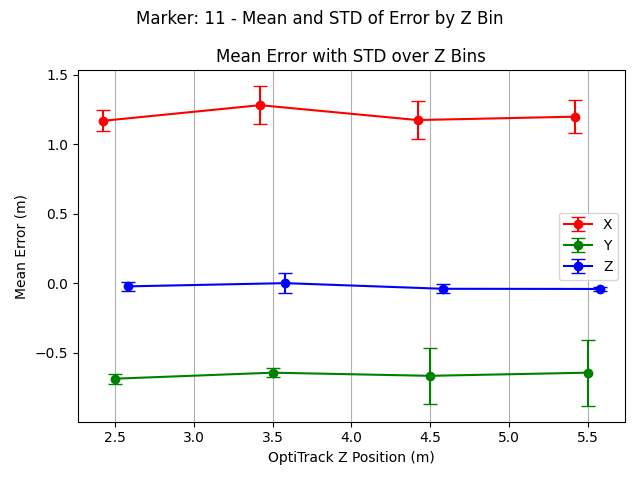 Marker: 11 - Mean and STD of Error by Z Bin
Mean Error with STD over Z Bins
1.5
1.0
0.5
0.0
−0.5
Mean Error (m)
X
Y
Z
2.5
3.0
3.5
4.0
4.5
5.0
5.5
OptiTrack Z Position (m)